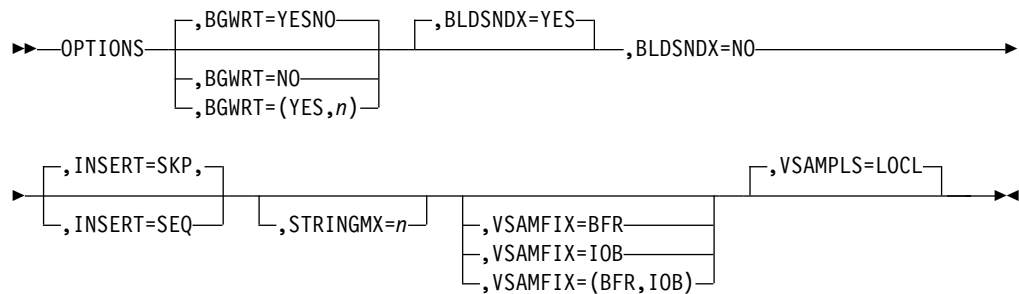 ,BGWRT=YESNO
,BLDSNDX=YES
OPTIONS
,BLDSNDX=NO
,BGWRT=NO
,BGWRT=(YES,n)
,INSERT=SKP,
,VSAMPLS=LOCL
,INSERT=SEQ
,STRINGMX=n
,VSAMFIX=BFR
,VSAMFIX=IOB
,VSAMFIX=(BFR,IOB)